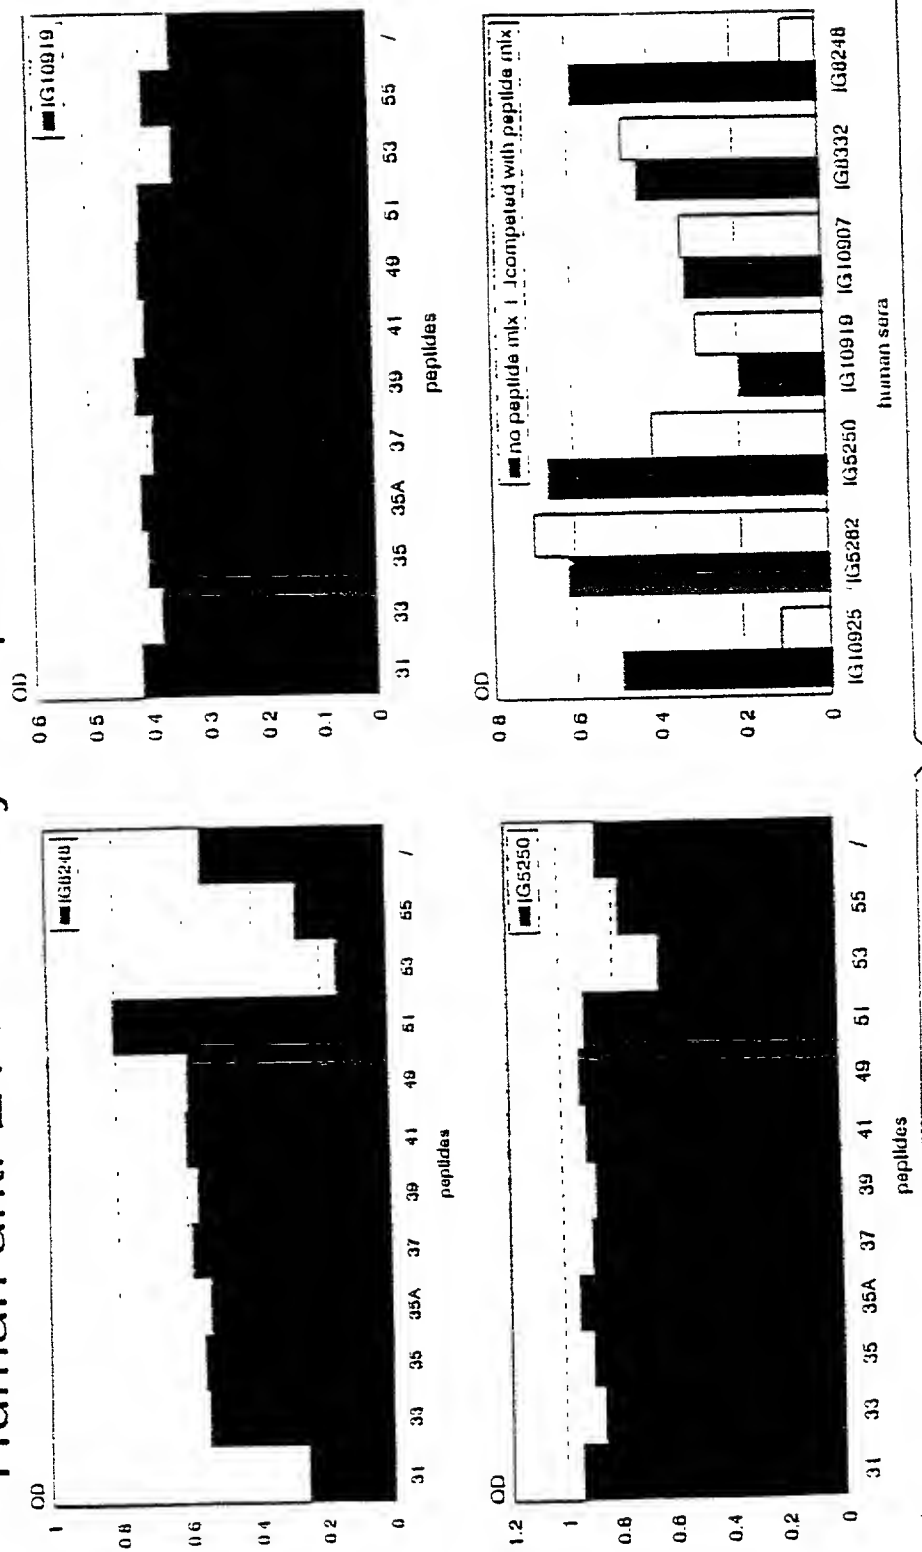 Human anti
OD
IG8248
1
0.8
0.6
0.4
0.2
0
31 33 35 35A 37 39 41 49 51 53 55 /
peptides
OD
IG10919
0.6
0.5
0.4
0.3
0.2
0.1
0
31 33 35 35A 37 39 41 49 51 53 55 /
peptides
OD
IG5250
1.2
1
0.8
0.6
0.4
0.2
0
31 33 35 35A 37 39 41 49 51 53 55 /
peptides
OD
no peptide mix competed with peptide mix
0.8
0.6
0.4
0.2
0
IG10925 IG5282 IG5250 IG10919 IG10907 IG8332 IG8248
human sera